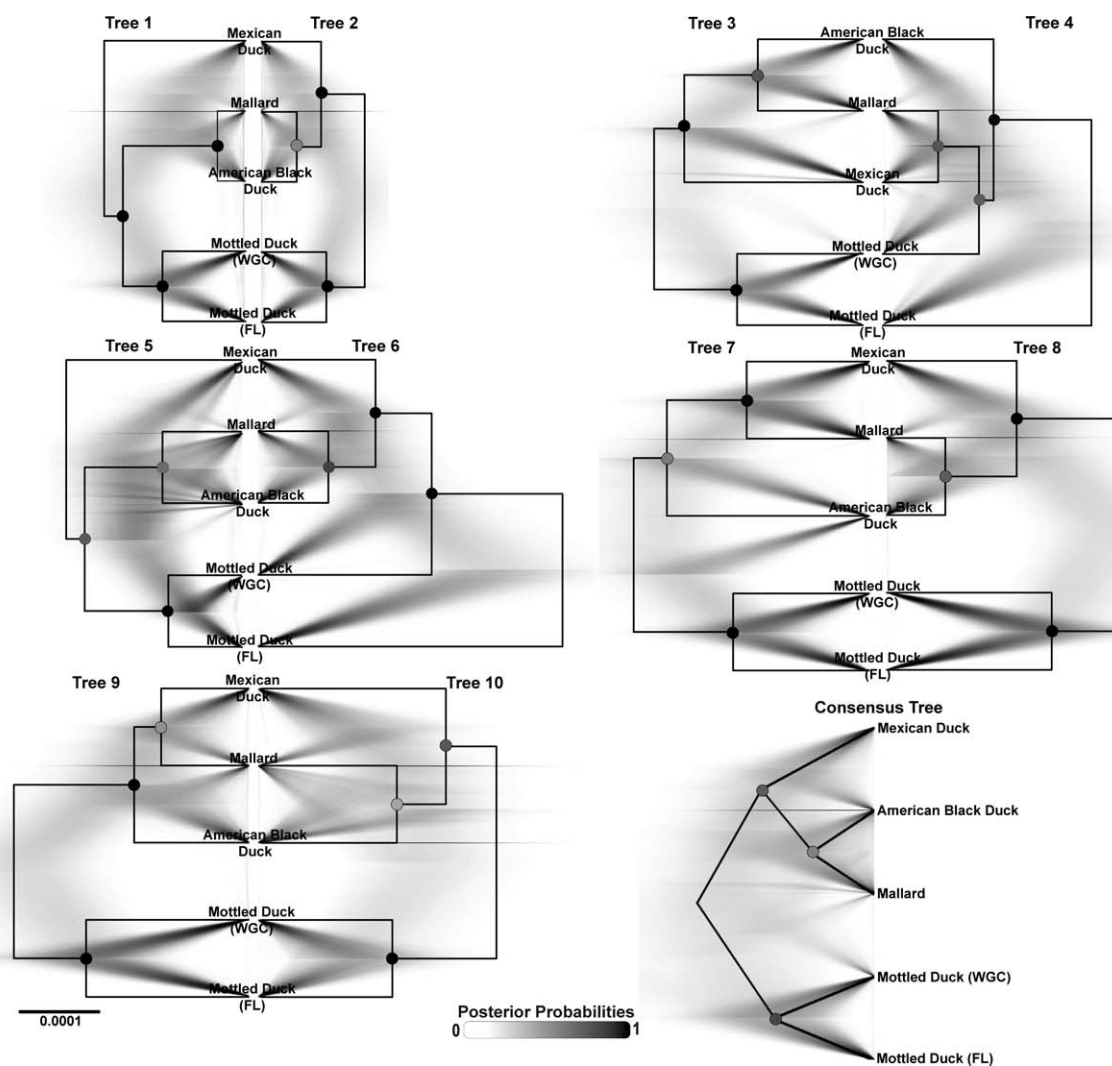 Tree 1
Tree 2
Mexican
Duck
Mallard
American Black
Duck
Mottled Duck
(WGC)
Mottled Duck
(FL)
Tree 3
Tree 4
American Black
Duck
Mallard
Mexican
Duck
Mottled Duck
(WGC)
Mottled Duck
(FL)
Tree 5
Tree 6
Mexican
Duck
Mallard
American Black
Duck
Mottled Duck
(WGC)
Mottled Duck
(FL)
Tree 7
Tree 8
Mexican
Duck
Mallard
American Black
Duck
Mottled Duck
(WGC)
Mottled Duck
(FL)
Tree 9
Tree 10
Mexican
Duck
Mallard
American Black
Duck
Mottled Duck
(WGC)
Mottled Duck
(FL)
0.0001
Posterior Probabilities
0 1
Consensus Tree
Mexican Duck
American Black Duck
Mallard
Mottled Duck (WGC)
Mottled Duck (FL)